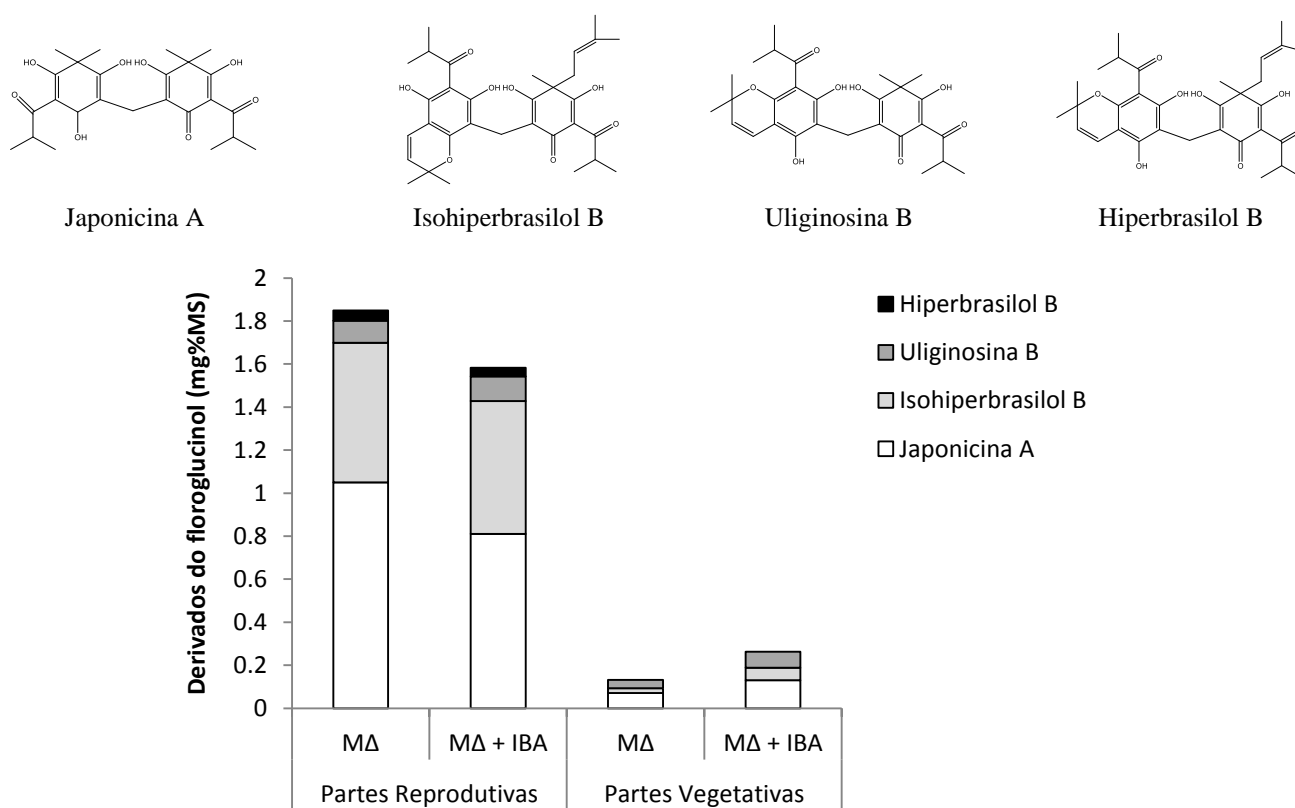 Japonicina A
Isohiperbrasilol B
Uliginosina B
Hiperbrasilol B
Derivados do floroglucinol (mg%MS)
2
1.8
1.6
1.4
1.2
1
0.8
0.6
0.4
0.2
0
Hiperbrasilol B
Uliginosina B
Isohiperbrasilol B
Japonicina A
MΔ
MΔ + IBA
MΔ
MΔ + IBA
Partes Reprodutivas
Partes Vegetativas